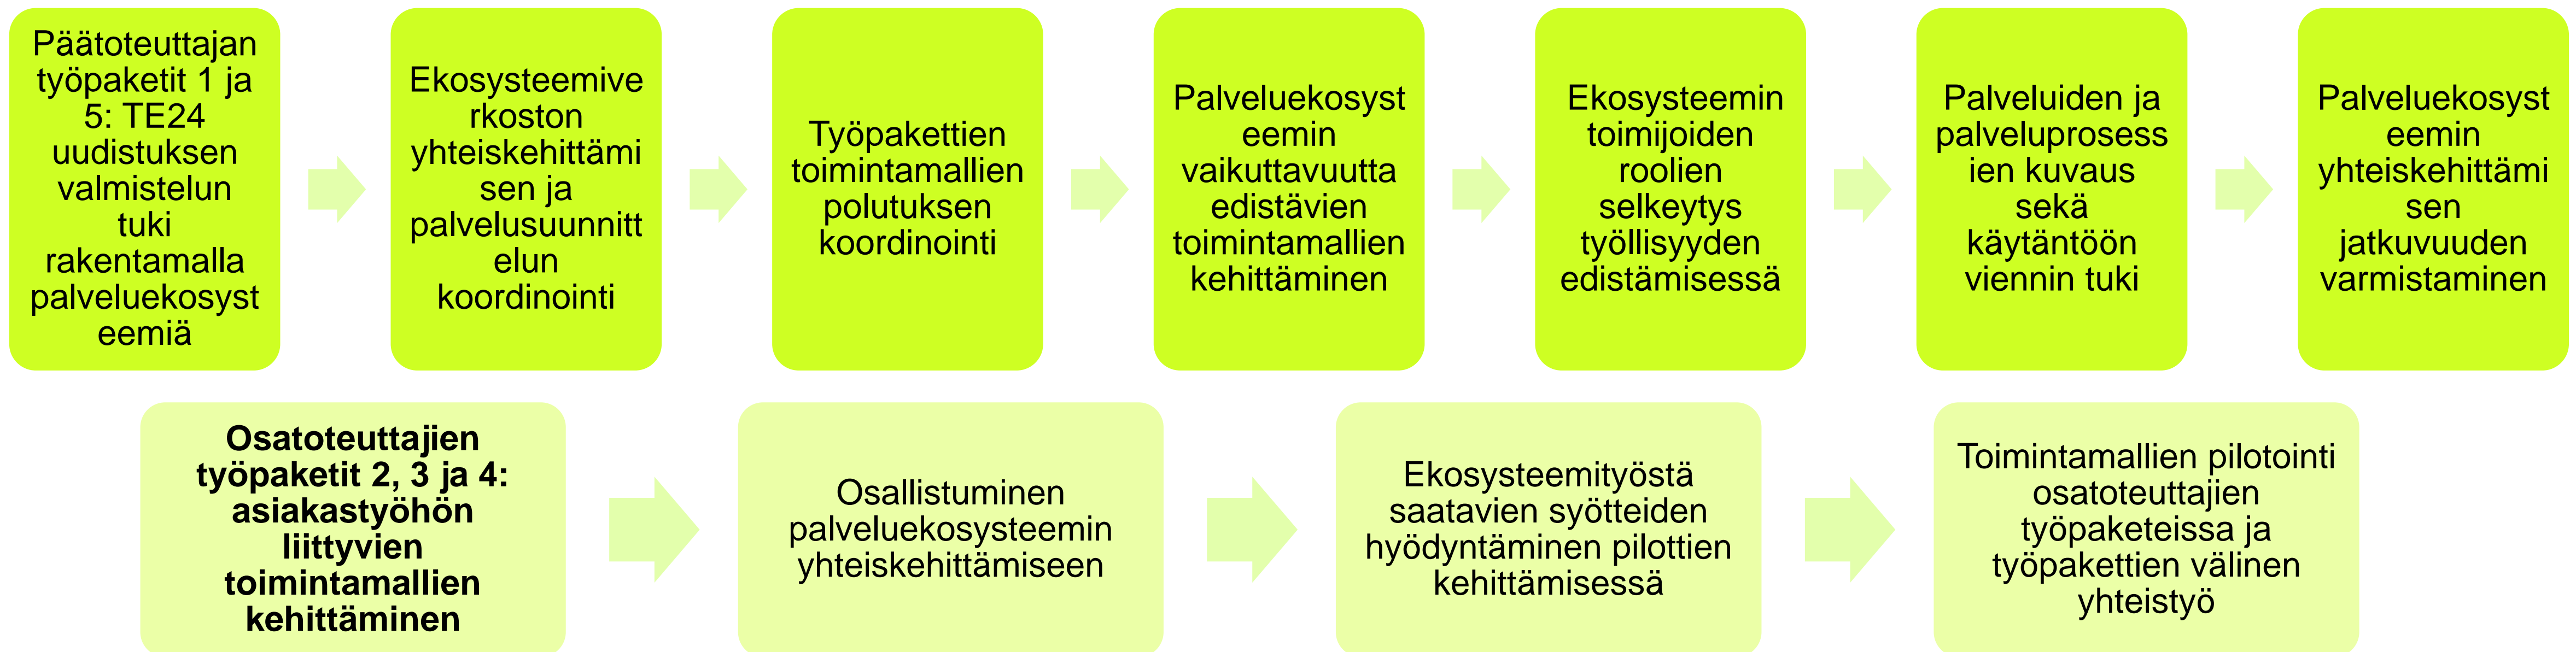 Päätoteuttajan
työpaketit 1 ja
5: TE24
uudistuksen
valmistelun
tuki
rakentamalla
palveluekosyst
eemiä
Ekosysteemive
rkoston
yhteiskehittämi
sen ja
palvelusuunnitt
elun
koordinointi
Työpakettien
toimintamallien
polutuksen
koordinointi
Palveluekosyst
eemin
vaikuttavuutta
edistävien
toimintamallien
kehittäminen
Ekosysteemin
toimijoiden
roolien
selkeytys
työllisyyden
edistämisessä
Palveluiden ja
palveluprosess
ien kuvaus
sekä
käytäntöön
viennin tuki
Palveluekosyst
eemin
yhteiskehittämi
sen
jatkuvuuden
varmistaminen
Osatoteuttajien
työpaketit 2, 3 ja 4:
asiakastyöhön
liittyvien
toimintamallien
kehittäminen
Osallistuminen
palveluekosysteemin
yhteiskehittämiseen
Ekosysteemityöstä
saatavien syötteiden
hyödyntäminen pilottien
kehittämisessä
Toimintamallien pilotointi
osatoteuttajien
työpaketeissa ja
työpakettien välinen
yhteistyö